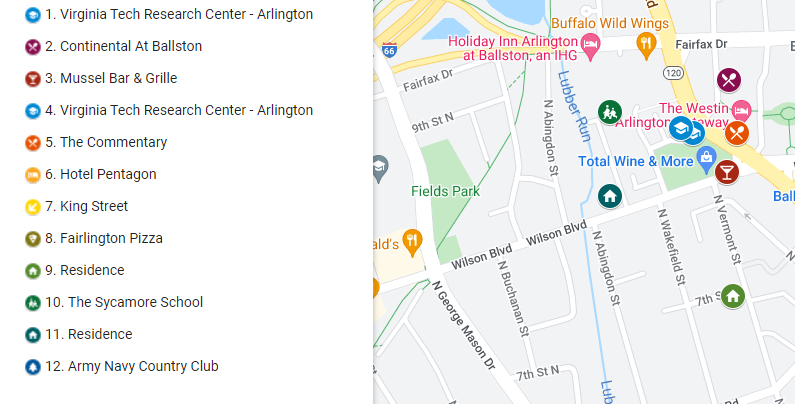 1. Virginia Tech Research Center - Arlington
2. Continental At Ballston
3. Mussel Bar & Grille
4. Virginia Tech Research Center - Arlington
5. The Commentary
6. Hotel Pentagon
7. King Street
8. Fairlington Pizza
9. Residence
10. The Sycamore School
11. Residence
12. Army Navy Country Club
Buffalo Wild Wings
Holiday Inn Arlington
at Ballston, an IHG
Fairfax Dr
66
120
Fairfax Dr
Lubber Run
The Westin
Arlington Gateway
9th St N
N Abingdon St
Total Wine & More
Fields Park
Ball
ald's
Wilson Blvd
Wilson Blvd
N Vermont St
N Wakefield St
N Abingdon St
N Buchanan St
N George Mason Dr
7th S
7th St N
Lub
Rd